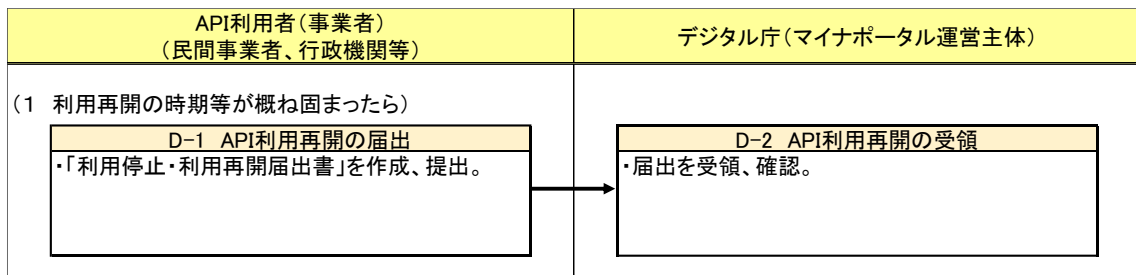 API利用者（事業者）
（民間事業者、行政機関等）
デジタル庁（マイナポータル運営主体）
（１　利用再開の時期等が概ね固まったら）
D-1　API利用再開の届出
・「利用停止・利用再開届出書」を作成、提出。
D-2　API利用再開の受領
・届出を受領、確認。